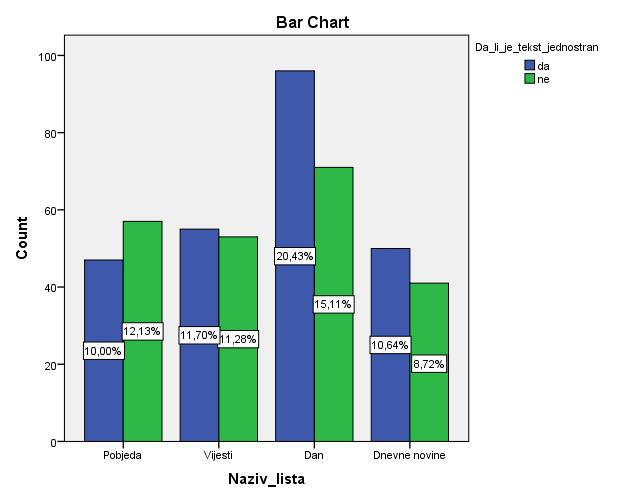 Bar Chart
Da_li_je_tekst_jednostran
da
ne
100
80
60
40
20
0
Count
10,00%
12,13%
11,70%
11,28%
20,43%
15,11%
10,64%
8,72%
Pobjeda
Vijesti
Dan
Dnevne novine
Naziv_lista